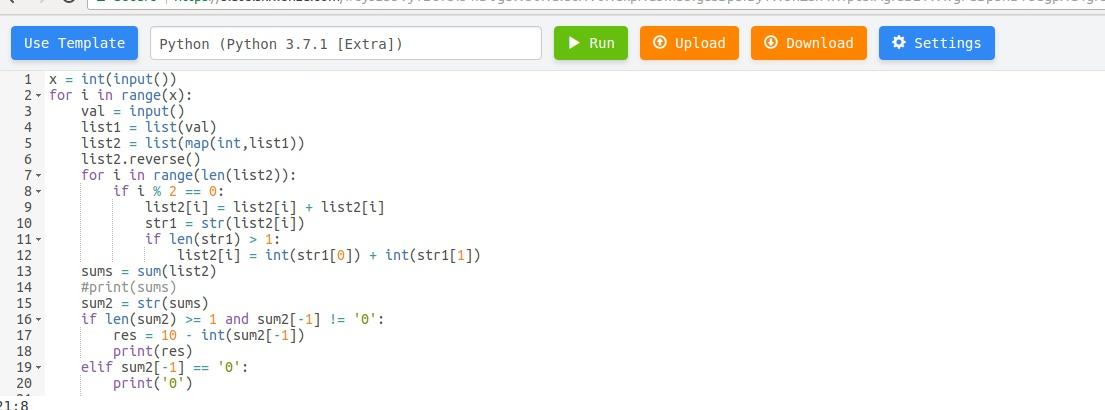 Use Template
Python (Python 3.7.1 [Extra])
Run
Upload
Download
Settings
1 x = int(input())
2 for i in range(x):
3     val = input()
4     list1 = list(val)
5     list2 = list(map(int,list1))
6     list2.reverse()
7     for i in range(len(list2)):
8         if i % 2 == 0:
9             list2[i] = list2[i] + list2[i]
10             str1 = str(list2[i])
11             if len(str1) > 1:
12                 list2[i] = int(str1[0]) + int(str1[1])
13     sums = sum(list2)
14     #print(sums)
15     sum2 = str(sums)
16     if len(sum2) >= 1 and sum2[-1] != '0':
17         res = 10 - int(sum2[-1])
18         print(res)
19     elif sum2[-1] == '0':
20         print('0')
21:8